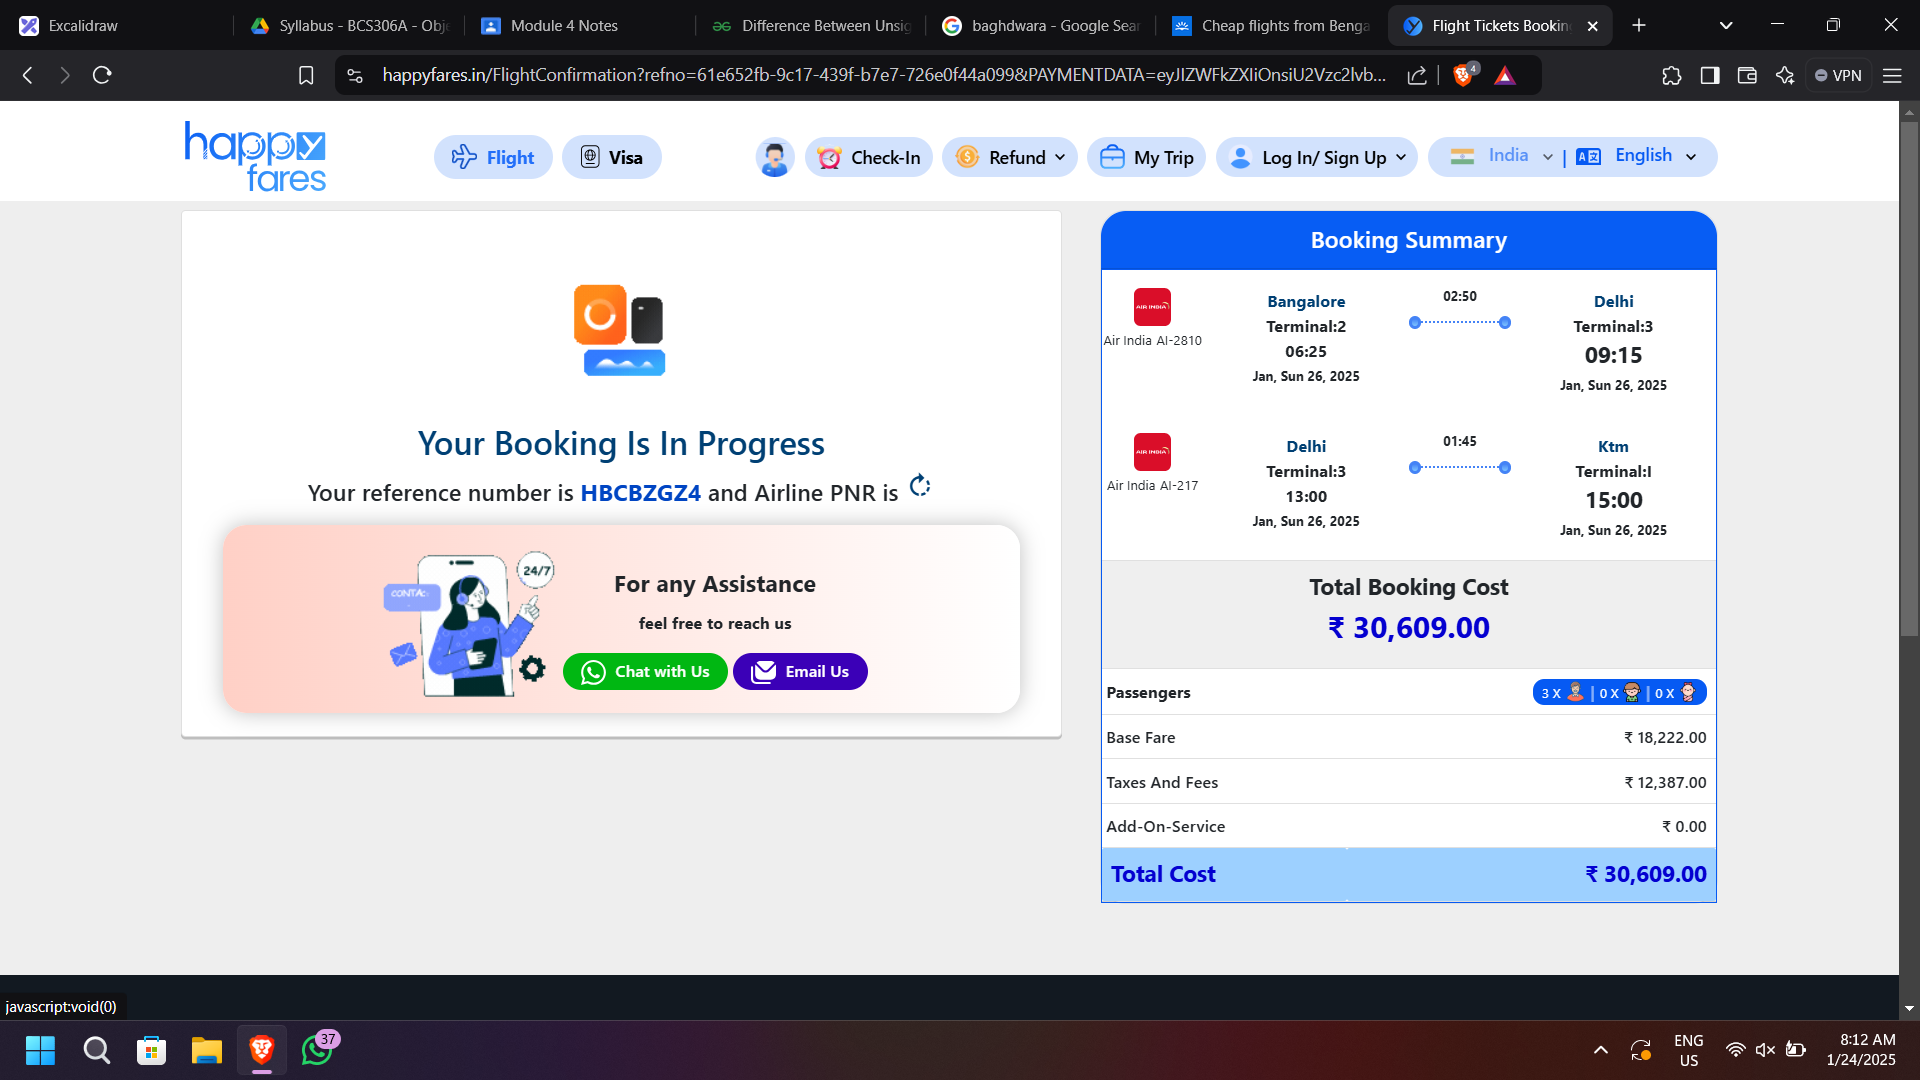 Excalidraw
Syllabus - BCS306A - Obje
Module 4 Notes
Difference Between Unsig
baghdwara - Google Sear
Cheap flights from Benga
Flight Tickets Booking
happyfares.in/FlightConfirmation?refno=61e652fb-9c17-439f-b7e7-726e0f44a099&PAYMENTDATA=eyJIZWFkZXIiOnsiU2Vzc2lvb...
4
VPN
happy
fares
Flight
Visa
Check-In
Refund
My Trip
Log In/ Sign Up
India
|
English
Your Booking Is In Progress
Your reference number is HBCBZGZ4 and Airline PNR is
CONTAC
24/7
For any Assistance
feel free to reach us
Chat with Us
Email Us
Booking Summary
AIR INDIA
Air India AI-2810
Bangalore
Terminal:2
06:25
Jan, Sun 26, 2025
02:50
Delhi
Terminal:3
09:15
Jan, Sun 26, 2025
AIR INDIA
Air India AI-217
Delhi
Terminal:3
13:00
Jan, Sun 26, 2025
01:45
Ktm
Terminal:I
15:00
Jan, Sun 26, 2025
Total Booking Cost
₹ 30,609.00
Passengers
3 X | 0 X | 0 X
Base Fare
₹ 18,222.00
Taxes And Fees
₹ 12,387.00
Add-On-Service
₹ 0.00
Total Cost
₹ 30,609.00
javascript:void(0)
37
ENG
US
8:12 AM
1/24/2025